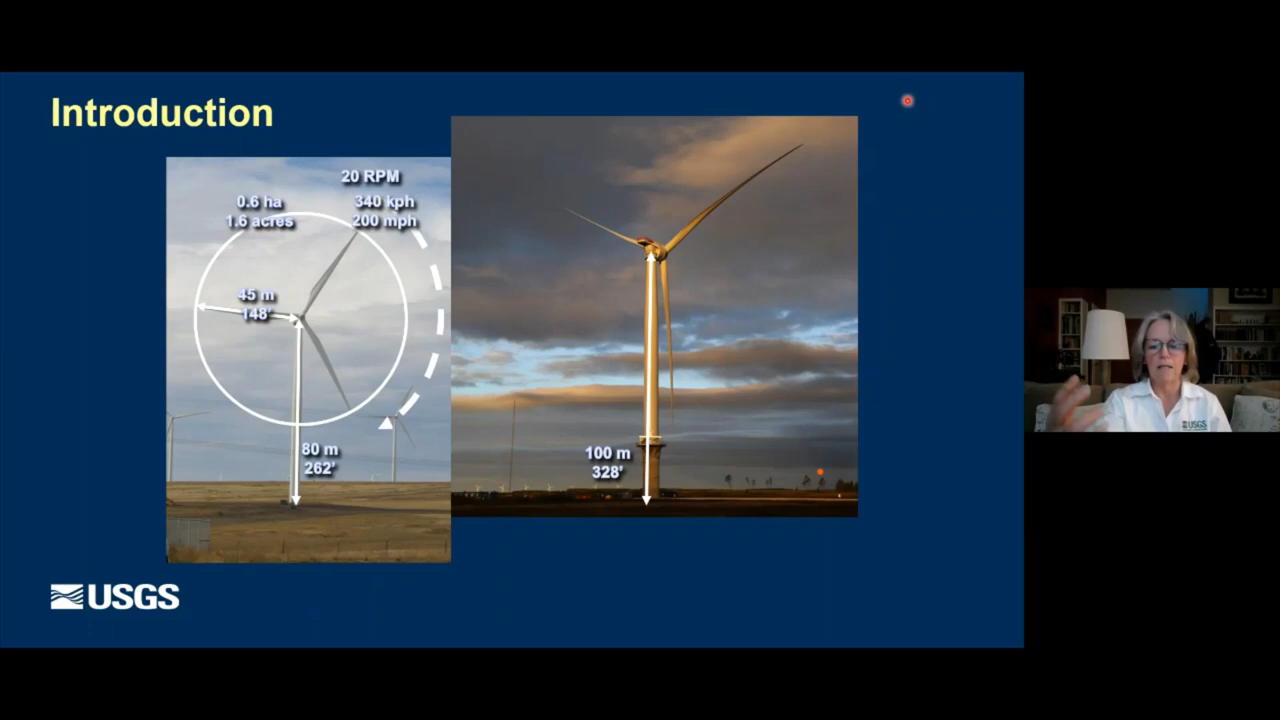 Introduction
20 RPM
0.6 ha
340 kph
1.6 acres
200 mph
45 m
148'
80 m
262'
100 m
328'
USGS
USGS